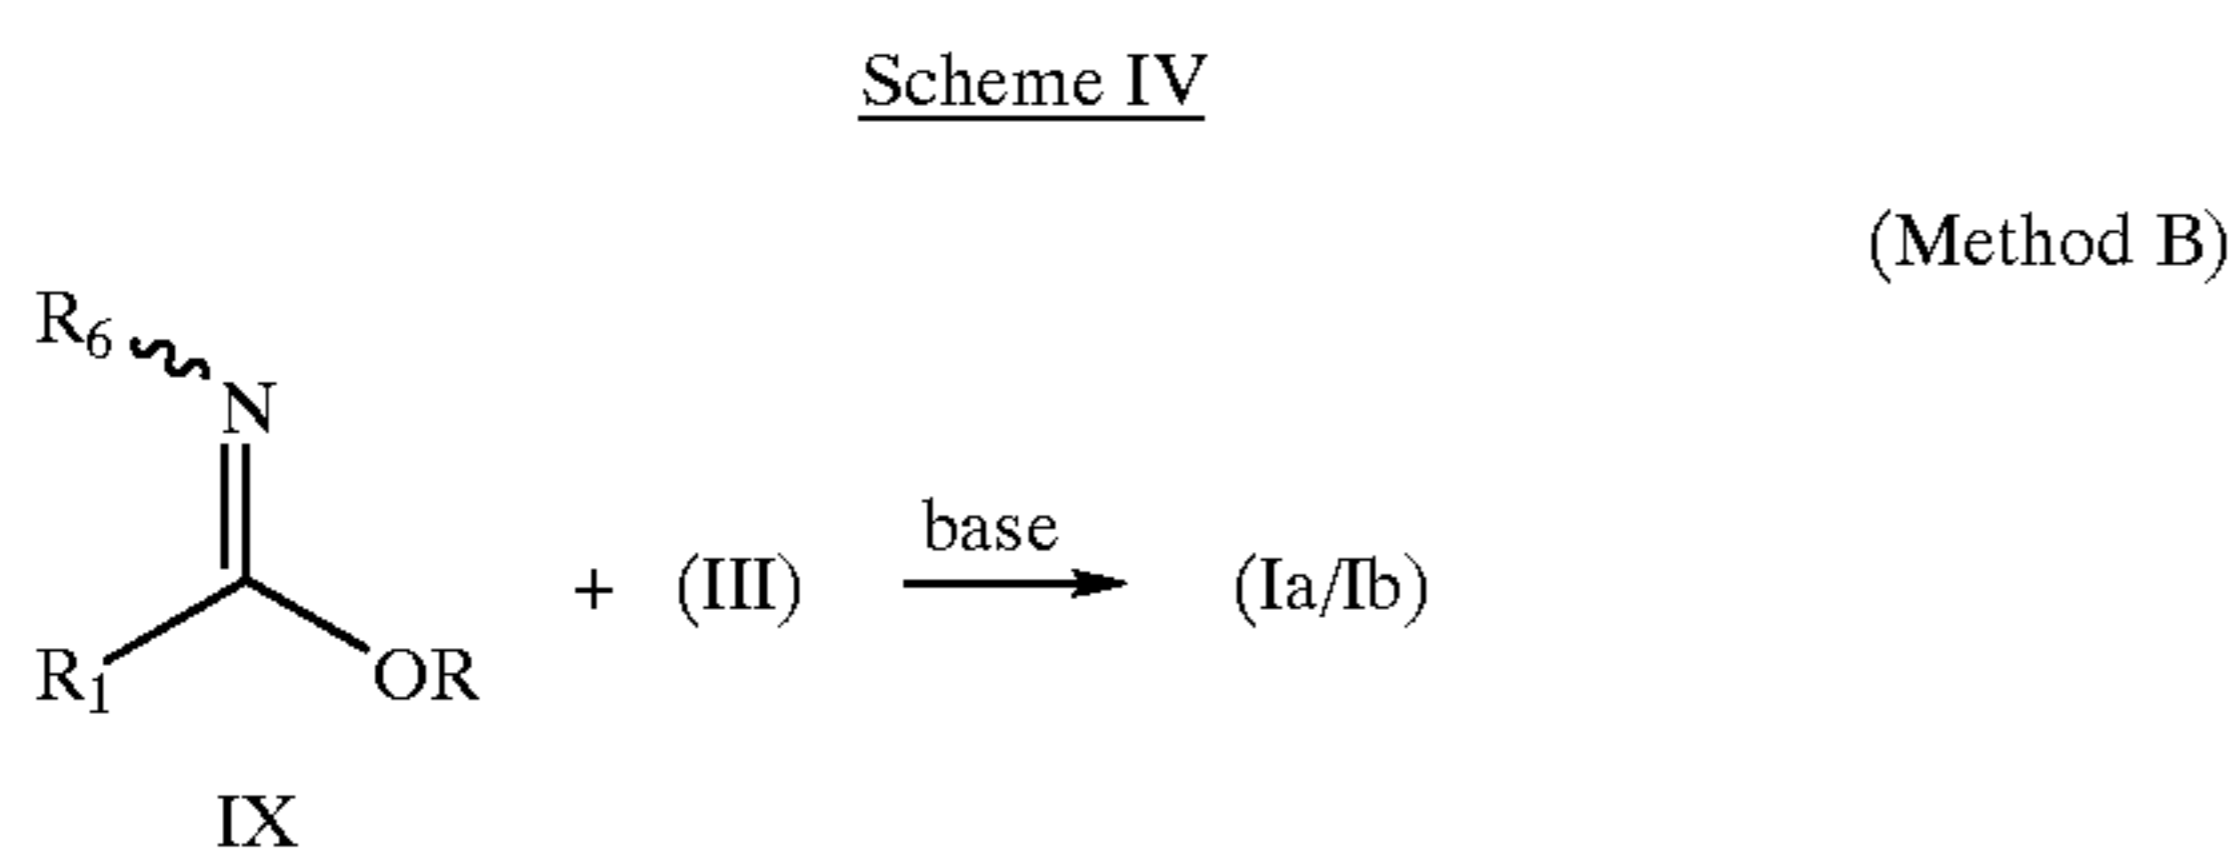 Scheme IV
(Method B)
R₆
N
base
+ (III) (Ia/Ib)
R₁ OR
IX